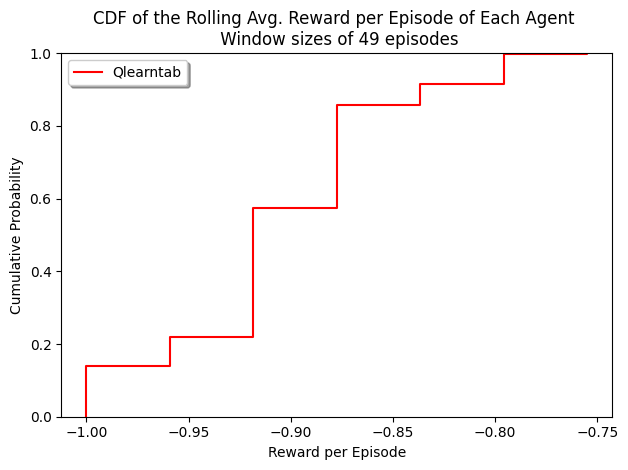 CDF of the Rolling Avg. Reward per Episode of Each Agent
Window sizes of 49 episodes
Qlearntab
1.0
0.8
0.6
0.4
0.2
0.0
Cumulative Probability
−1.00
−0.95
−0.90
−0.85
−0.80
−0.75
Reward per Episode